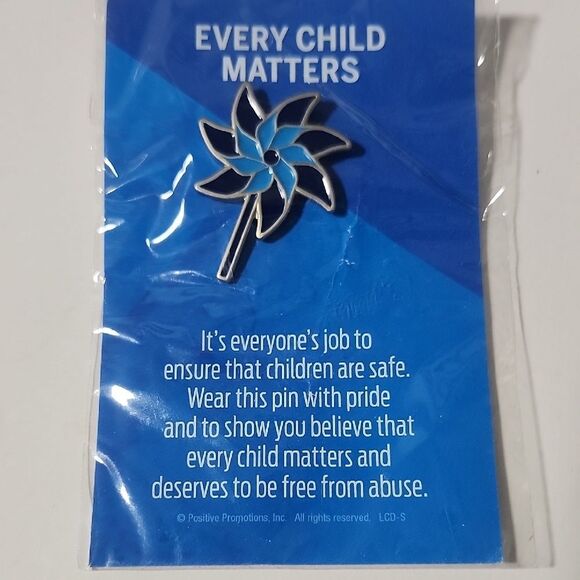 EVERY CHILD
MATTERS
It's everyone's job to
ensure that children are safe.
Wear this pin with pride
and to show you believe that
every child matters and
deserves to be free from abuse.
© Positive Promotions, Inc. All rights reserved. LCD-S